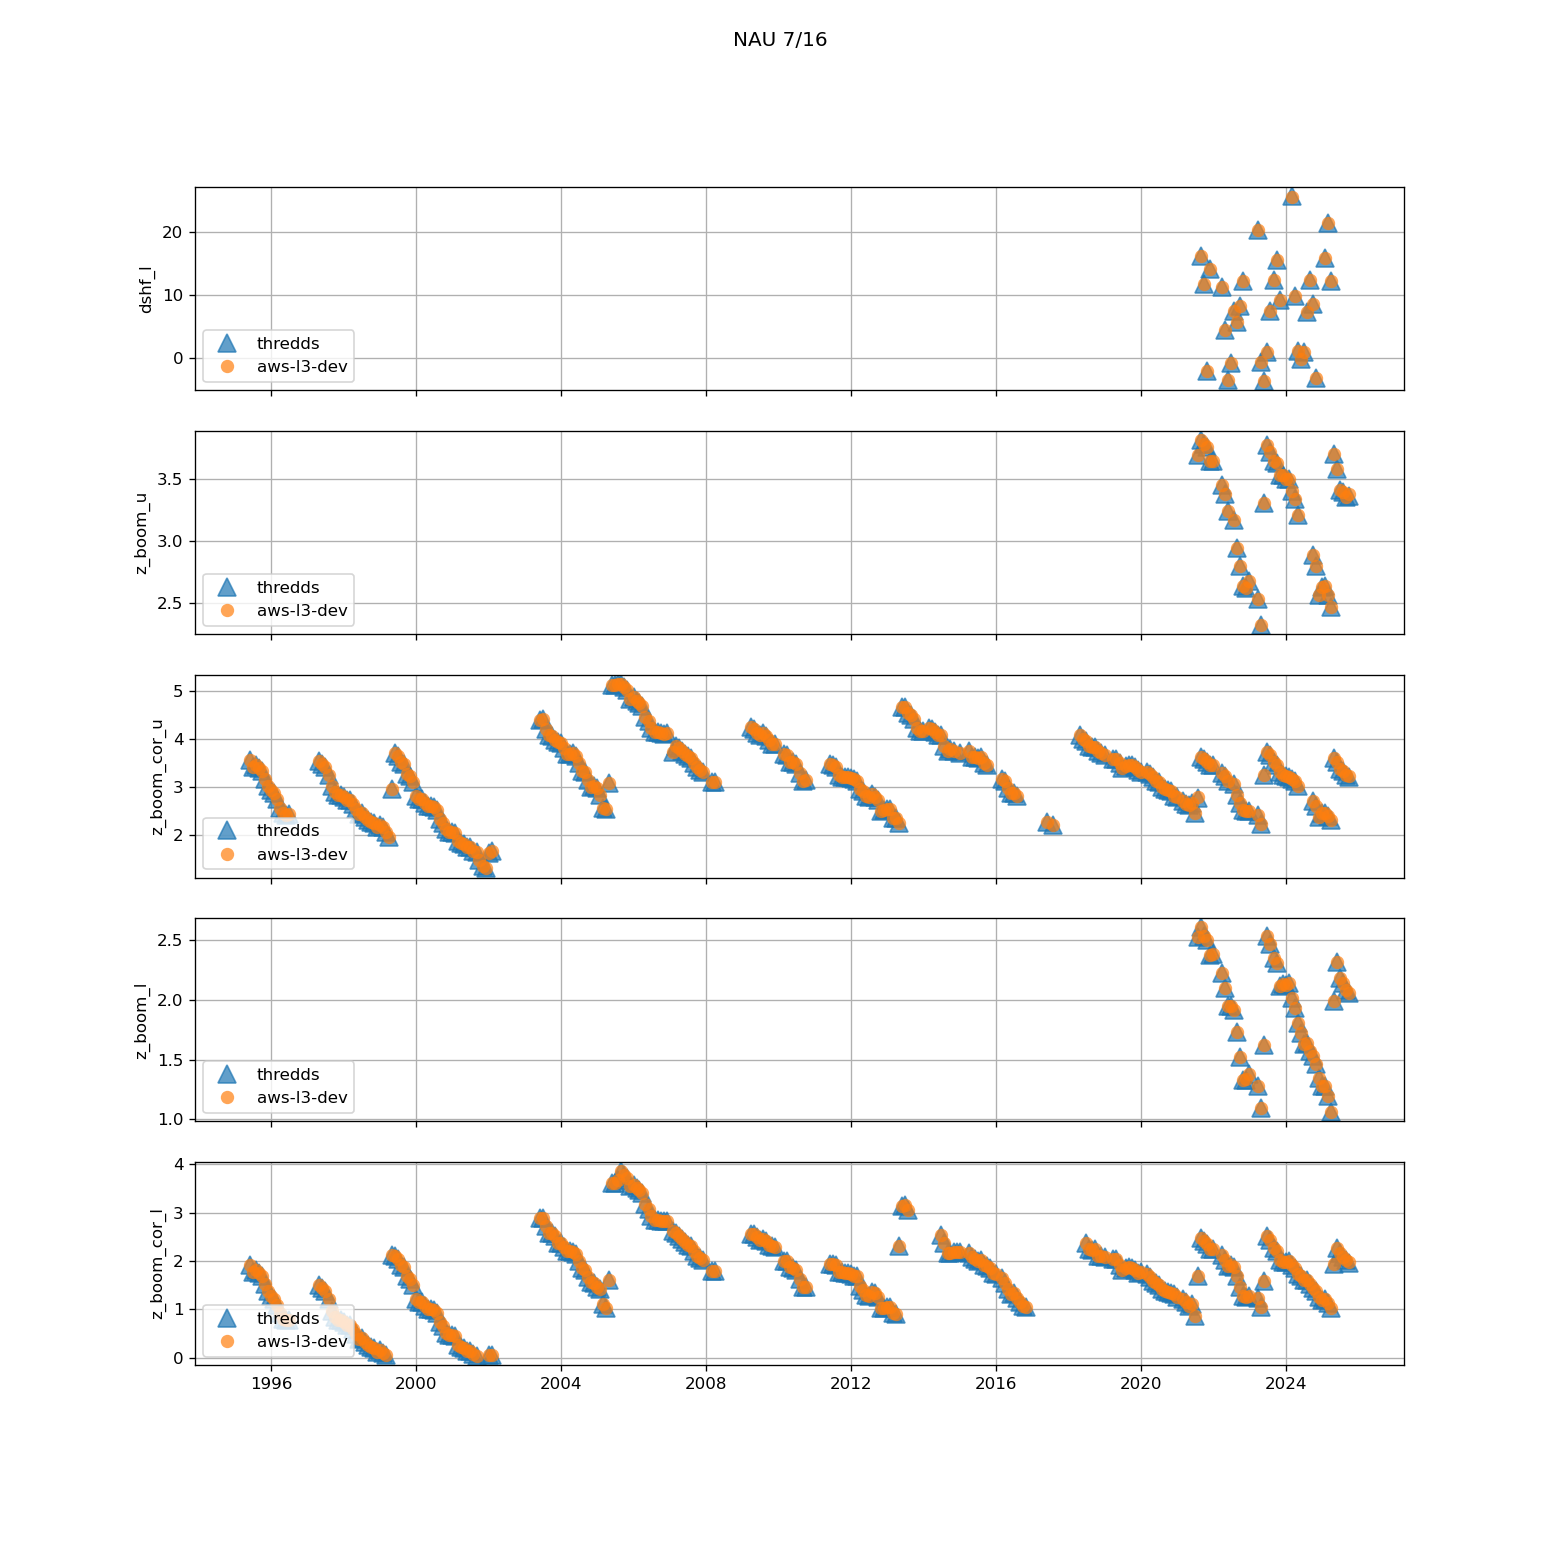 NAU 7/16
20
10
0
dshf_l
thredds
aws-l3-dev
3.5
3.0
2.5
z_boom_u
thredds
aws-l3-dev
5
4
3
2
z_boom_cor_u
thredds
aws-l3-dev
2.5
2.0
1.5
1.0
z_boom_l
thredds
aws-l3-dev
4
3
2
1
0
z_boom_cor_l
thredds
aws-l3-dev
1996 2000 2004 2008 2012 2016 2020 2024